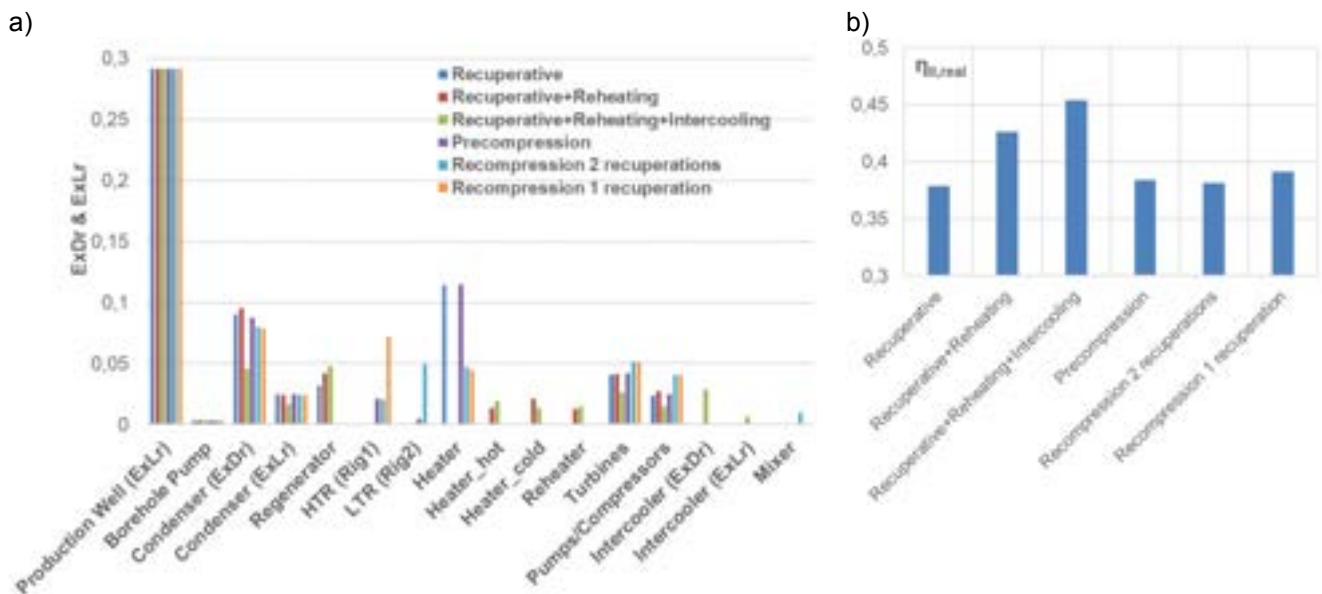 a)
0,3
0,25
0,2
0,15
0,1
0,05
0
ExDr & ExLr
Recuperative
Recuperative+Reheating
Recuperative+Reheating+Intercooling
Precompression
Recompression 2 recuperations
Recompression 1 recuperation
Production Well (ExLr)
Borehole Pump
Condenser (ExDr)
Condenser (ExLr)
Regenerator
HTR (Rig1)
LTR (Rig2)
Heater
Heater_hot
Heater_cold
Reheater
Turbines
Pumps/Compressors
Intercooler (ExDr)
Intercooler (ExLr)
Mixer
b)
0,5
0,45
0,4
0,35
0,3
ηII,real
Recuperative
Recuperative+Reheating
Recuperative+Reheating+Intercooling
Precompression
Recompression 2 recuperations
Recompression 1 recuperation